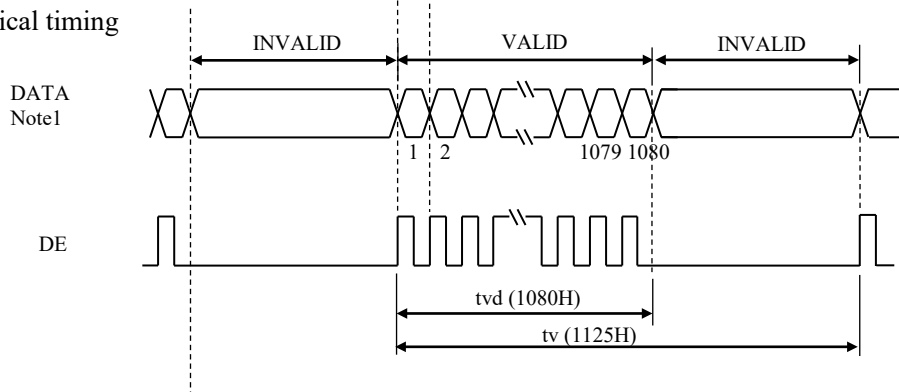 ical timing
INVALID VALID INVALID
DATA
Note1
1 2 1079 1080
DE
tvd (1080H)
tv (1125H)